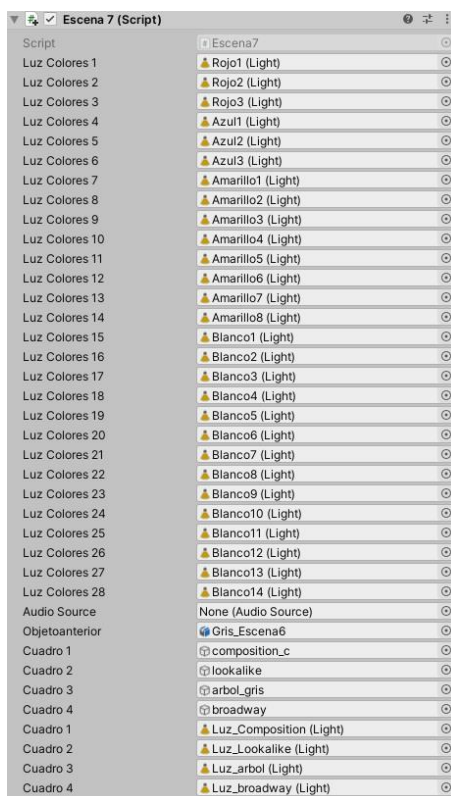 Escena 7 (Script)
Script Escena7
Luz Colores 1 Rojo1 (Light)
Luz Colores 2 Rojo2 (Light)
Luz Colores 3 Rojo3 (Light)
Luz Colores 4 Azul1 (Light)
Luz Colores 5 Azul2 (Light)
Luz Colores 6 Azul3 (Light)
Luz Colores 7 Amarillo1 (Light)
Luz Colores 8 Amarillo2 (Light)
Luz Colores 9 Amarillo3 (Light)
Luz Colores 10 Amarillo4 (Light)
Luz Colores 11 Amarillo5 (Light)
Luz Colores 12 Amarillo6 (Light)
Luz Colores 13 Amarillo7 (Light)
Luz Colores 14 Amarillo8 (Light)
Luz Colores 15 Blanco1 (Light)
Luz Colores 16 Blanco2 (Light)
Luz Colores 17 Blanco3 (Light)
Luz Colores 18 Blanco4 (Light)
Luz Colores 19 Blanco5 (Light)
Luz Colores 20 Blanco6 (Light)
Luz Colores 21 Blanco7 (Light)
Luz Colores 22 Blanco8 (Light)
Luz Colores 23 Blanco9 (Light)
Luz Colores 24 Blanco10 (Light)
Luz Colores 25 Blanco11 (Light)
Luz Colores 26 Blanco12 (Light)
Luz Colores 27 Blanco13 (Light)
Luz Colores 28 Blanco14 (Light)
Audio Source None (Audio Source)
Objetoanterior Gris_Escena6
Cuadro 1 composition_c
Cuadro 2 lookalike
Cuadro 3 arbol_gris
Cuadro 4 broadway
Cuadro 1 Luz_Composition (Light)
Cuadro 2 Luz_Lookalike (Light)
Cuadro 3 Luz_arbol (Light)
Cuadro 4 Luz_broadway (Light)